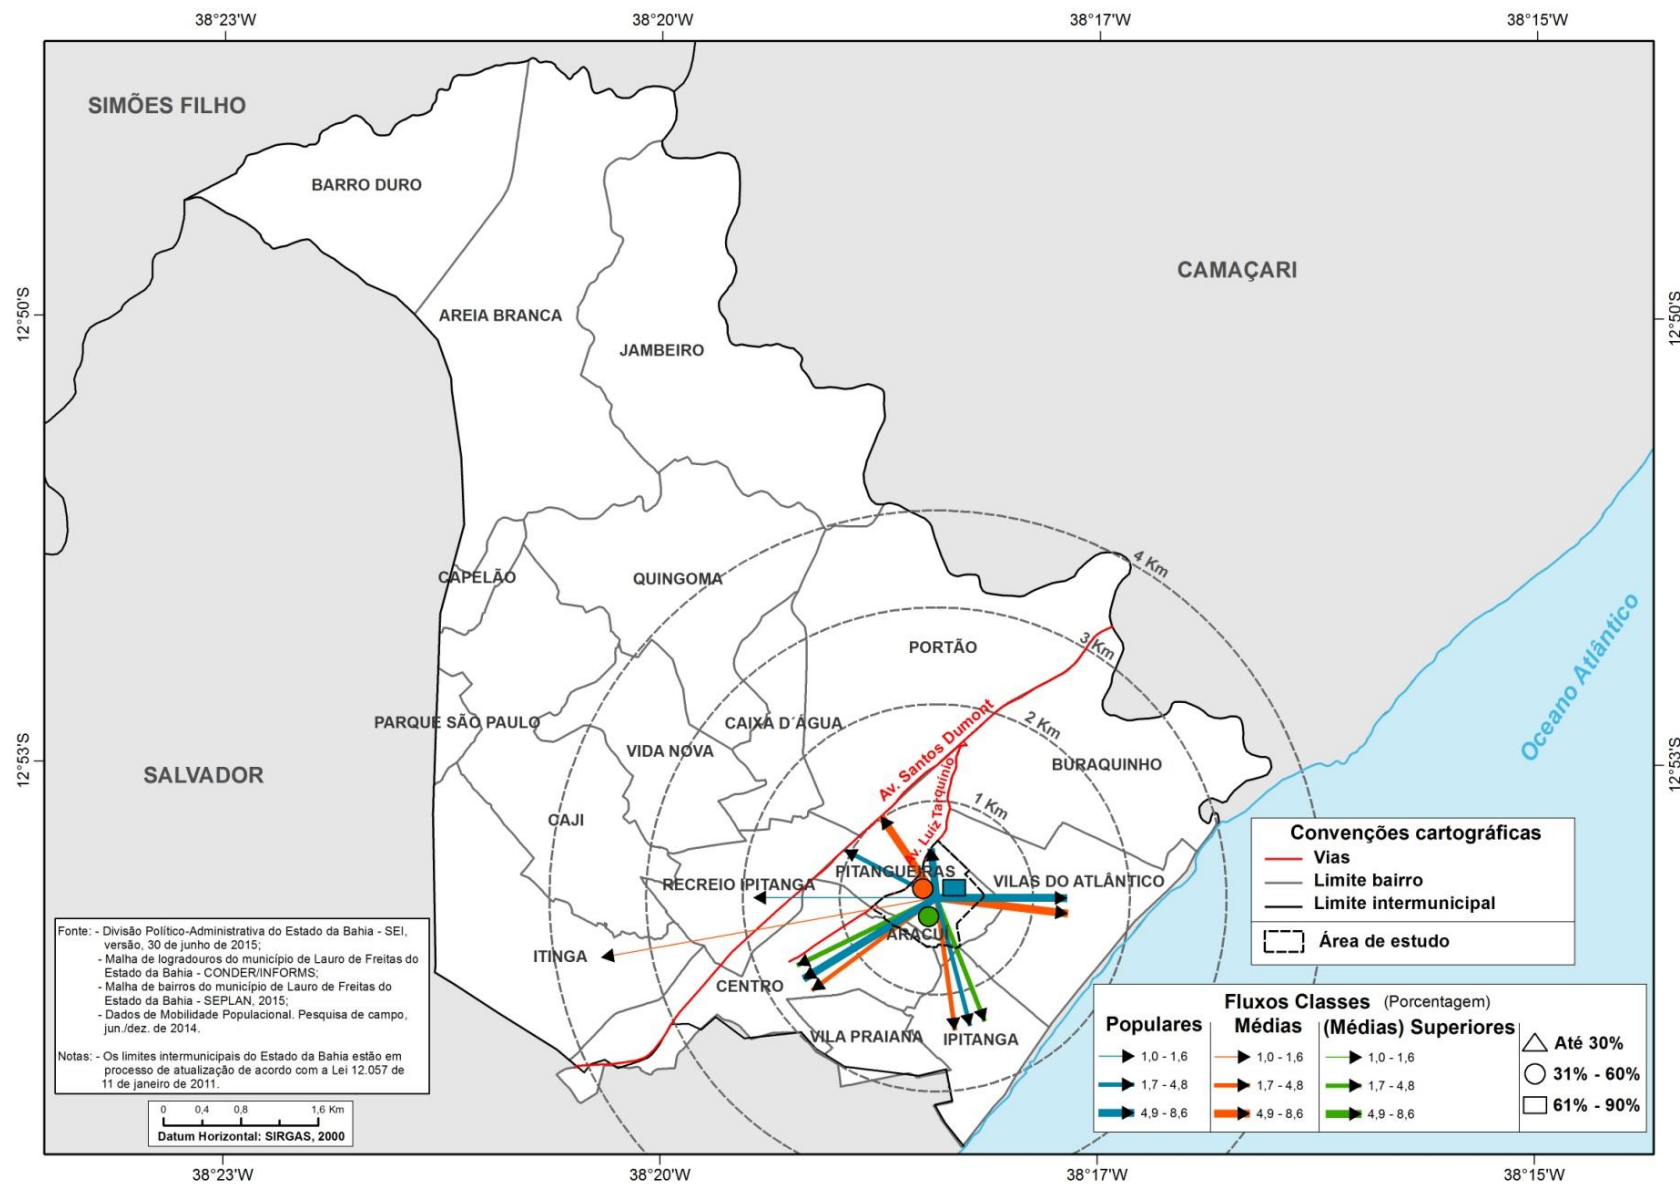 38°23'W
38°20'W
38°17'W
38°15'W
SIMÕES FILHO
BARRO DURO
CAMAÇARI
12°50'S
12°50'S
AREIA BRANCA
JAMBEIRO
4 Km
CAPELÃO
QUINGOMA
Oceano Atlântico
3 Km
PORTÃO
PARQUE SÃO PAULO
CAIXA D´ÁGUA
Av. Santos Dumont
2 Km
VIDA NOVA
12°53'S
12°53'S
SALVADOR
BURAQUINHO
Av. Luiz Tarquínio
1 Km
CAJI
PITANGUEIRAS
RECREIO IPITANGA
VILAS DO ATLÂNTICO
ARACUÍ
ITINGA
CENTRO
VILA PRAIANA
IPITANGA
Convenções cartográficas
Vias
Limite bairro
Limite intermunicipal
Área de estudo
Fonte: - Divisão Político-Administrativa do Estado da Bahia - SEI,
versão, 30 de junho de 2015;
- Malha de logradouros do município de Lauro de Freitas do
Estado da Bahia - CONDER/INFORMS;
- Malha de bairros do município de Lauro de Freitas do
Estado da Bahia - SEPLAN, 2015;
- Dados de Mobilidade Populacional. Pesquisa de campo,
jun./dez. de 2014.
Notas: - Os limites intermunicipais do Estado da Bahia estão em
processo de atualização de acordo com a Lei 12.057 de
11 de janeiro de 2011.
0 0,4 0,8 1,6 Km
Datum Horizontal: SIRGAS, 2000
Fluxos Classes (Porcentagem)
Populares Médias (Médias) Superiores
1,0 - 1,6 1,0 - 1,6 1,0 - 1,6
1,7 - 4,8 1,7 - 4,8 1,7 - 4,8
4,9 - 8,6 4,9 - 8,6 4,9 - 8,6
Até 30%
31% - 60%
61% - 90%
38°23'W
38°20'W
38°17'W
38°15'W